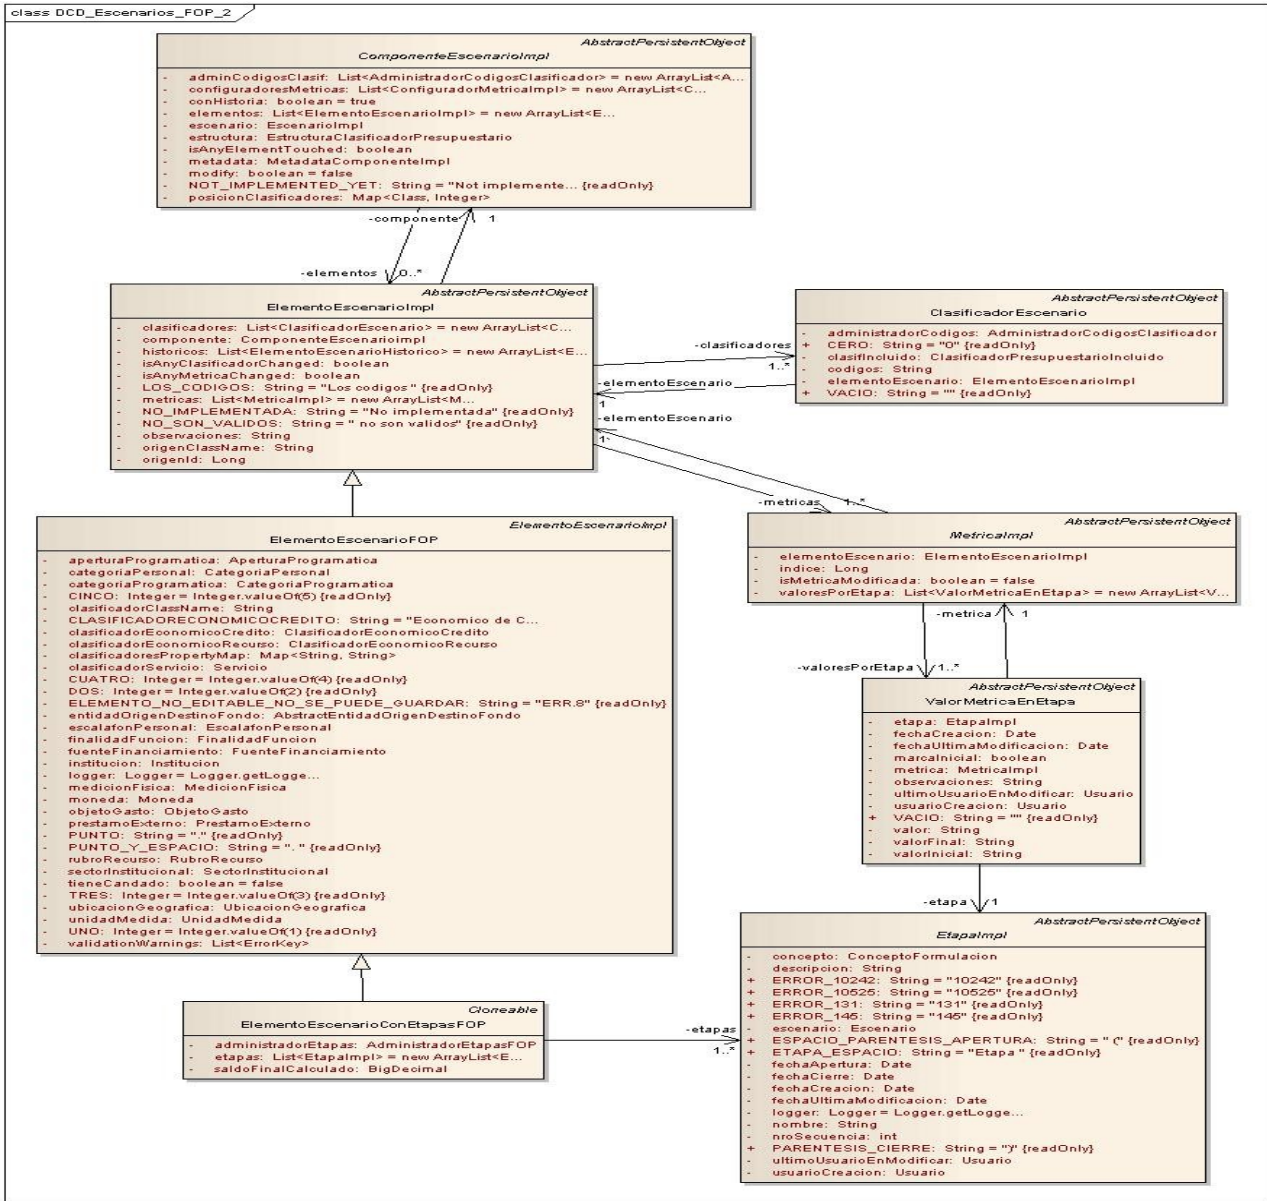 class DCD_Escenarios_FOP_2
AbstractPersistentObject
ComponenteEscenarioImpl
- adminCodigosClasif: List<AdministradorCodigosClasificador> = new ArrayList<A...
- configuradoresMetricas: List<ConfiguradorMetricaImpl> = new ArrayList<C...
- conHistoria: boolean = true
- elementos: List<ElementoEscenarioImpl> = new ArrayList<E...
- escenario: EscenarioImpl
- estructura: EstructuraClasificadorPresupuestario
- isAnyElementTouched: boolean
- metadata: MetadataComponenteImpl
- modify: boolean = false
- NOT_IMPLEMENTED_YET: String = "Not implemente... {readOnly}
- posicionClasificadores: Map<Class, Integer>
-componente 1
-elementos 0..*
AbstractPersistentObject
ElementoEscenarioImpl
- clasificadores: List<ClasificadorEscenario> = new ArrayList<C...
- componente: ComponenteEscenarioImpl
- historicos: List<ElementoEscenarioHistorico> = new ArrayList<E...
- isAnyClasificadorChanged: boolean
- isAnyMetricaChanged: boolean
- LOS_CODIGOS: String = "Los codigos " {readOnly}
- metricas: List<MetricaImpl> = new ArrayList<M...
- NO_IMPLEMENTADA: String = "No implementada" {readOnly}
- NO_SON_VALIDOS: String = " no son validos" {readOnly}
- observaciones: String
- origenClassName: String
- origenId: Long
-clasificadores
1..*
-elementoEscenario
1
-elementoEscenario
1
AbstractPersistentObject
ClasificadorEscenario
- administradorCodigos: AdministradorCodigosClasificador
+ CERO: String = "0" {readOnly}
- clasifIncluido: ClasificadorPresupuestarioIncluido
- codigos: String
- elementoEscenario: ElementoEscenarioImpl
+ VACIO: String = "" {readOnly}
-metricas 1..*
AbstractPersistentObject
MetricaImpl
- elementoEscenario: ElementoEscenarioImpl
- indice: Long
- isMetricaModificada: boolean = false
- valoresPorEtapa: List<ValorMetricaEnEtapa> = new ArrayList<V...
-metrica 1
-valoresPorEtapa 1..*
ElementoEscenarioImpl
ElementoEscenarioFOP
- aperturaProgramatica: AperturaProgramatica
- categoriaPersonal: CategoriaPersonal
- categoriaProgramatica: CategoriaProgramatica
- CINCO: Integer = Integer.valueOf(5) {readOnly}
- clasificadorClassName: String
- CLASIFICADORECONOMICOCREDITO: String = "Economico de C...
- clasificadorEconomicoCredito: ClasificadorEconomicoCredito
- clasificadorEconomicoRecurso: ClasificadorEconomicoRecurso
- clasificadoresPropertyMap: Map<String, String>
- clasificadorServicio: Servicio
- CUATRO: Integer = Integer.valueOf(4) {readOnly}
- DOS: Integer = Integer.valueOf(2) {readOnly}
- ELEMENTO_NO_EDITABLE_NO_SE_PUEDE_GUARDAR: String = "ERR.8" {readOnly}
- entidadOrigenDestinoFondo: AbstractEntidadOrigenDestinoFondo
- escalafonPersonal: EscalafonPersonal
- finalidadFuncion: FinalidadFuncion
- fuenteFinanciamiento: FuenteFinanciamiento
- institucion: Institucion
- logger: Logger = Logger.getLogge...
- medicionFisica: MedicionFisica
- moneda: Moneda
- objetoGasto: ObjetoGasto
- prestamoExterno: PrestamoExterno
- PUNTO: String = "." {readOnly}
- PUNTO_Y_ESPACIO: String = ". " {readOnly}
- rubroRecurso: RubroRecurso
- sectorInstitucional: SectorInstitucional
- tieneCandado: boolean = false
- TRES: Integer = Integer.valueOf(3) {readOnly}
- ubicacionGeografica: UbicacionGeografica
- unidadMedida: UnidadMedida
- UNO: Integer = Integer.valueOf(1) {readOnly}
- validationWarnings: List<ErrorKey>
AbstractPersistentObject
ValorMetricaEnEtapa
- etapa: EtapaImpl
- fechaCreacion: Date
- fechaUltimaModificacion: Date
- marcaInicial: boolean
- metrica: MetricaImpl
- observaciones: String
- ultimoUsuarioEnModificar: Usuario
- usuarioCreacion: Usuario
+ VACIO: String = "" {readOnly}
- valor: String
- valorFinal: String
- valorInicial: String
-etapa 1
Cloneable
ElementoEscenarioConEtapasFOP
- administradorEtapas: AdministradorEtapasFOP
- etapas: List<EtapaImpl> = new ArrayList<E...
- saldoFinalCalculado: BigDecimal
-etapas
1..*
AbstractPersistentObject
EtapaImpl
- concepto: ConceptoFormulacion
- descripcion: String
+ ERROR_10242: String = "10242" {readOnly}
+ ERROR_10525: String = "10525" {readOnly}
+ ERROR_131: String = "131" {readOnly}
+ ERROR_145: String = "145" {readOnly}
- escenario: Escenario
+ ESPACIO_PARENTESIS_APERTURA: String = " (" {readOnly}
+ ETAPA_ESPACIO: String = "Etapa " {readOnly}
- fechaApertura: Date
- fechaCierre: Date
- fechaCreacion: Date
- fechaUltimaModificacion: Date
- logger: Logger = Logger.getLogge...
- nombre: String
- nroSecuencia: int
+ PARENTESIS_CIERRE: String = ")" {readOnly}
- ultimoUsuarioEnModificar: Usuario
- usuarioCreacion: Usuario